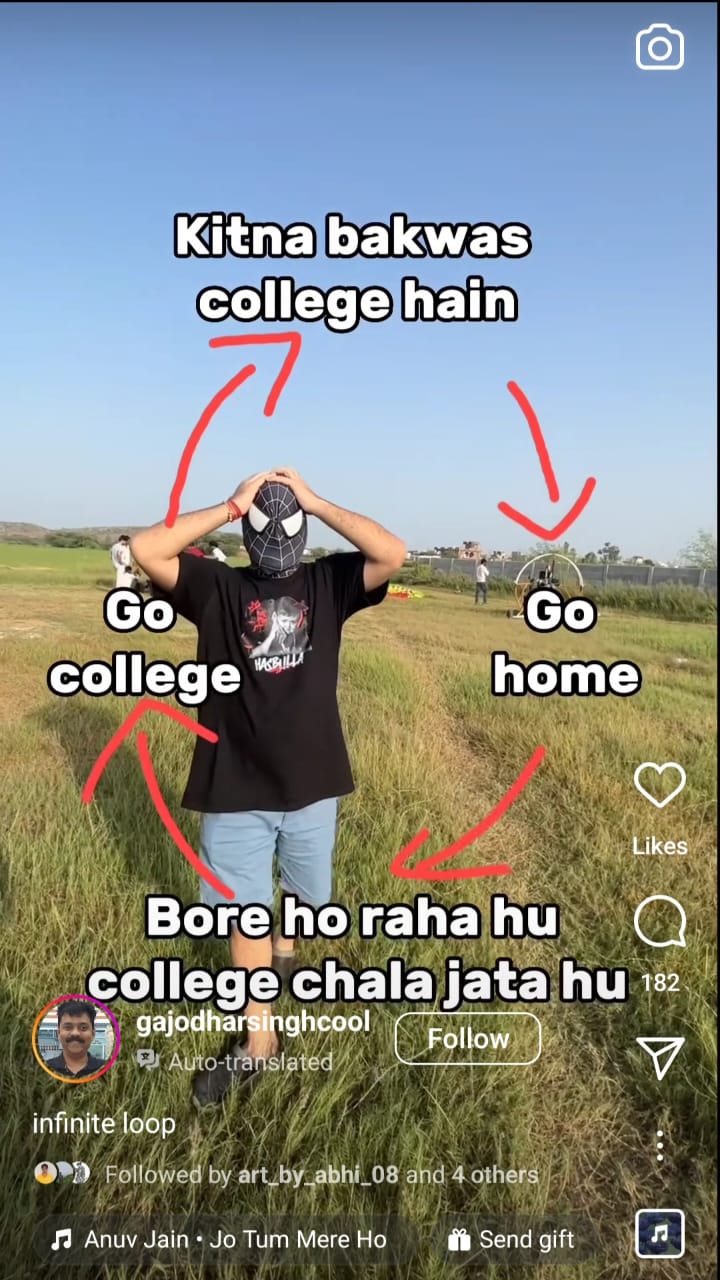 Kitna bakwas
college hain
Go
college
Go
home
HASBULLA
Bore ho raha hu
college chala jata hu
Likes
182
gajodharsinghcool
Follow
Auto-translated
infinite loop
Followed by art_by_abhi_08 and 4 others
Anuv Jain • Jo Tum Mere Ho
Send gift